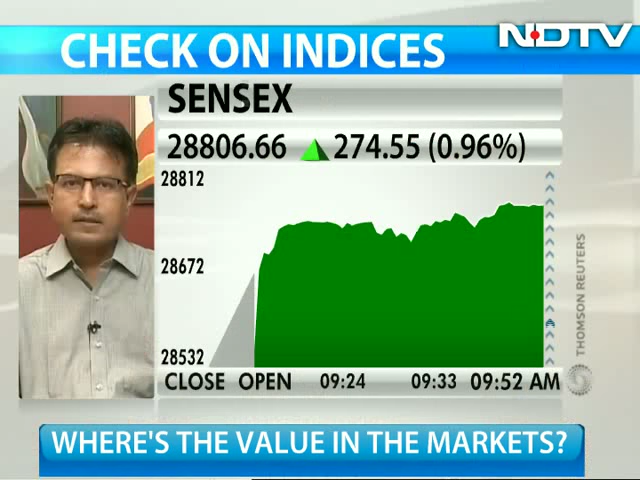 CHECK ON INDICES
NDTV
SENSEX
28806.66 274.55 (0.96%)
28812
28672
28532
CLOSE OPEN 09:24 09:33 09:52 AM
THOMSON REUTERS
WHERE'S THE VALUE IN THE MARKETS?